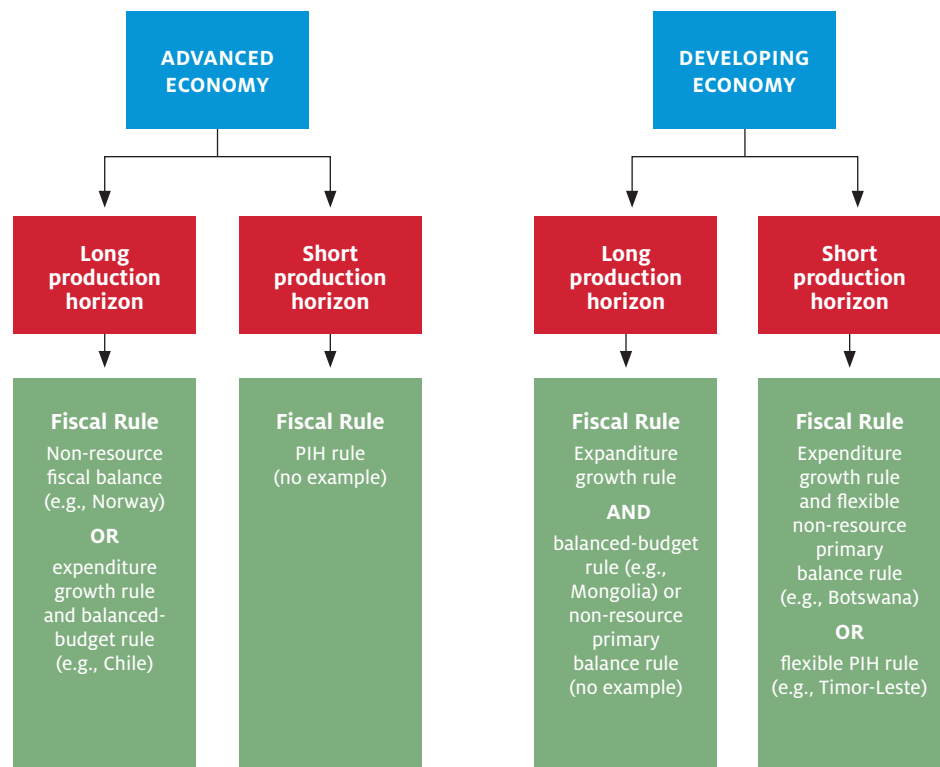 ADVANCED
ECONOMY
Long
production
horizon
Fiscal Rule
Non-resource
fiscal balance
(e.g., Norway)
OR
expenditure
growth rule
and balanced-
budget rule
(e.g., Chile)
Short
production
horizon
Fiscal Rule
PIH rule
(no example)
DEVELOPING
ECONOMY
Long
production
horizon
Fiscal Rule
Expanditure
growth rule
AND
balanced-budget
rule (e.g.,
Mongolia) or
non-resource
primary
balance rule
(no example)
Short
production
horizon
Fiscal Rule
Expenditure
growth rule
and flexible
non-resource
primary
balance rule
(e.g., Botswana)
OR
flexible PIH rule
(e.g., Timor-Leste)